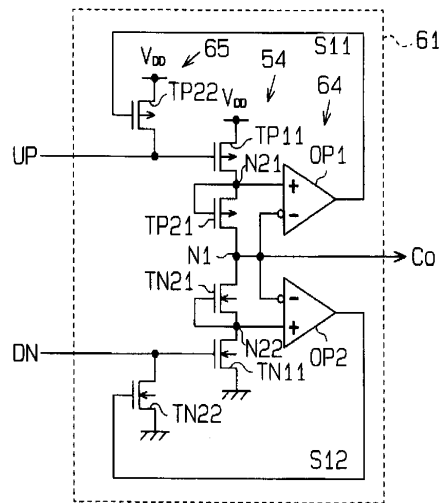 S11
61
65
VDD
54
TP22
VDD
64
TP11
UP
N21
OP1
+
TP21
-
N1
Co
TN21
-
+
N22
OP2
DN
TN11
TN22
S12